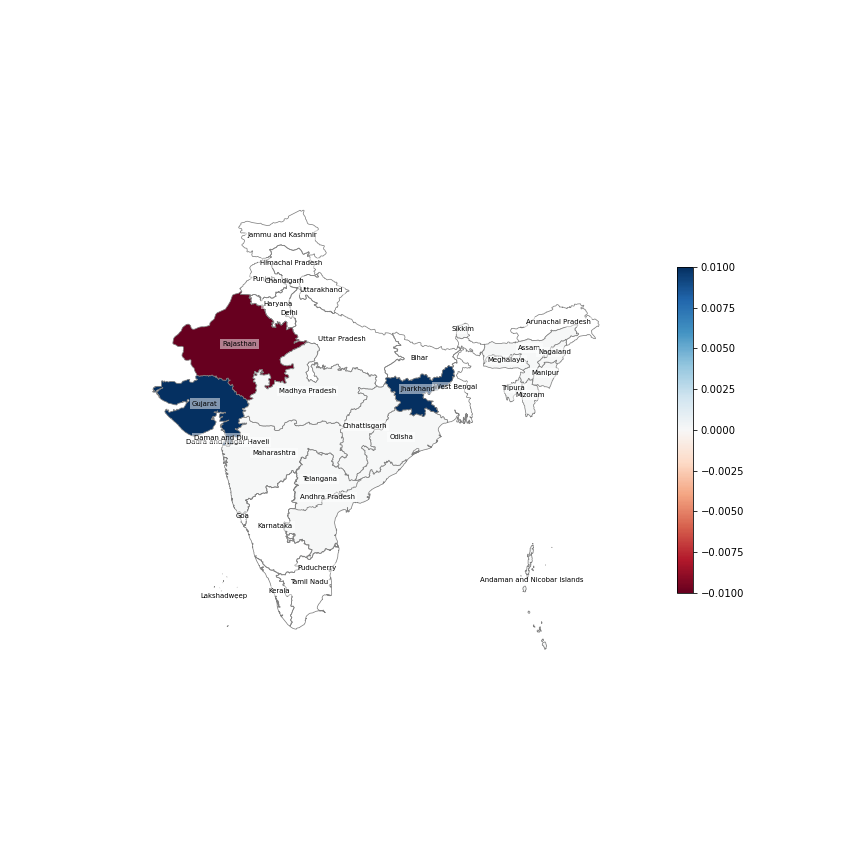 Jammu and Kashmir
Himachal Pradesh
Punjab
Chandigarh
Uttarakhand
Haryana
Delhi
Rajasthan
Uttar Pradesh
Sikkim
Arunachal Pradesh
Assam
Nagaland
Meghalaya
Manipur
Bihar
Tripura
Mizoram
Jharkhand
West Bengal
Madhya Pradesh
Gujarat
Chhattisgarh
Daman and Diu
Dadra and Nagar Haveli
Odisha
Maharashtra
Telangana
Andhra Pradesh
Goa
Karnataka
Puducherry
Tamil Nadu
Kerala
Lakshadweep
Andaman and Nicobar Islands
0.0100
0.0075
0.0050
0.0025
0.0000
−0.0025
−0.0050
−0.0075
−0.0100